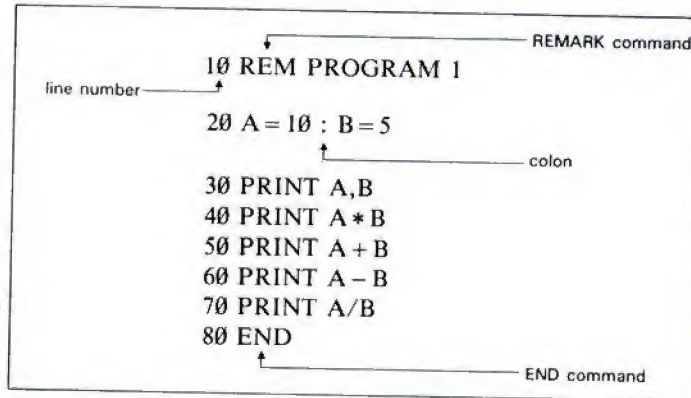 REMARK command
10 REM PROGRAM 1
line number
20 A = 10 : B = 5
colon
30 PRINT A,B
40 PRINT A * B
50 PRINT A + B
60 PRINT A – B
70 PRINT A/B
80 END
END command